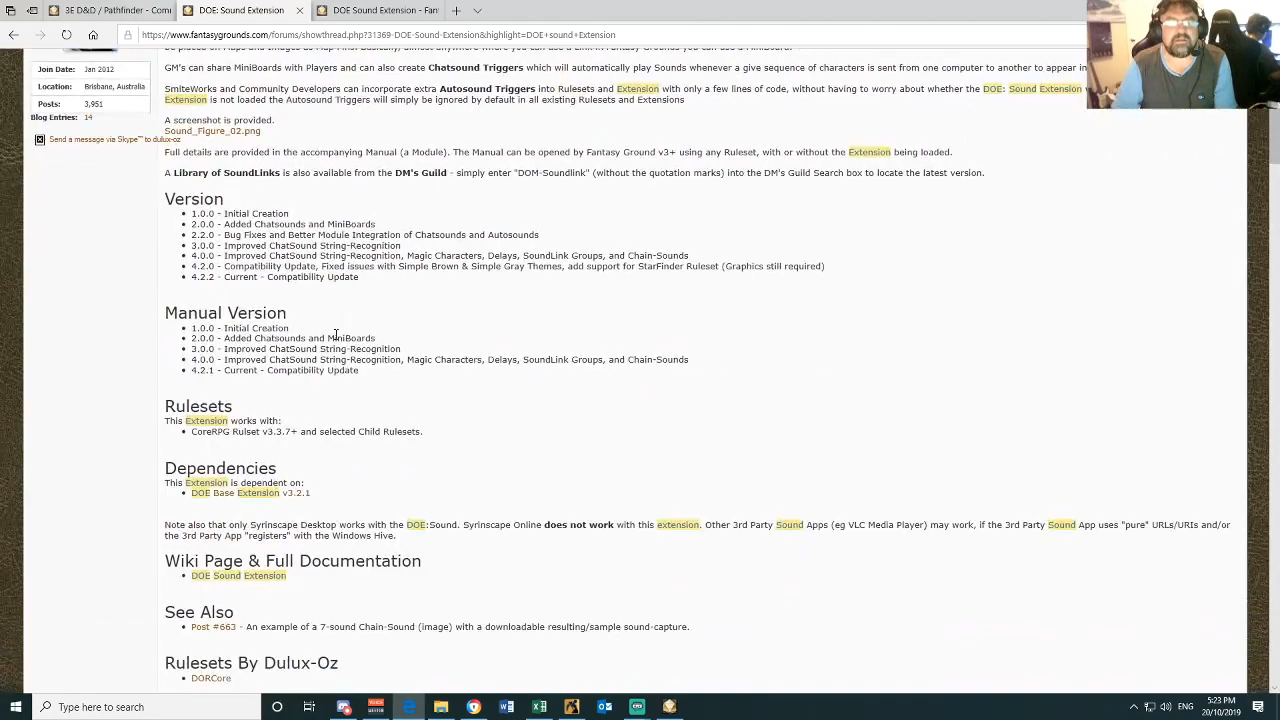 3E D&D / Pathfinder - Com
DOE: Sound Extension
DOE Sound Extension - Fan
https://www.fantasygrounds.com/forums/showthread.php?31369-DOE-Sound-Extension&highlight=DOE+sound+Extension
Join Date: Jan 2012
Location: Brisbane, Australia
Posts: 3,951
Blog Entries: 14
Send a message via Skype™ to dulux-oz
GM's can share MiniBoards with Players and can also create Chatsound Triggers which will automatically play Sounds whenever a give sequence of characters is sent from one computer to another to appear in
SmiteWorks and Community Developers can incorporate extra Autosound Triggers into Rulesets and Extension with only a few lines of code, without having to worry about whether the DOE: Sound Extension
Extension is not loaded the Autosound Triggers will simply be ignored by default in all existing Rulesets and Extensions
A screenshot is provided.
Sound_Figure_02.png
Full details are provided in the accompanying Manual (a Module). The Manual can be opened by Fantasy Ground v3+ using any Ruleset, with or without the Extension being loaded.
A Library of SoundLinks is also available from the DM's Guild - simply enter "DOM-Soundlink" (without the quotation marks) into the DM's Guild Search box to locate the latest version.
Version
1.0.0 - Initial Creation
2.0.0 - Added Chatsounds and MiniBoards
2.2.0 - Bug Fixes and Better Module Integration of Chatsounds and Autosounds
3.0.0 - Improved ChatSound String-Recognition
4.0.0 - Improved ChatSound String-Recognition, Magic Characters, Delays, SoundLink Groups, and Chain-Sounds
4.2.0 - Compatibility Update, Fixed issues with Simple Brown & Simple Gray Themes, add support for StarFinder Ruleset (Graphics still required)
4.2.2 - Current - Compatibility Update
Manual Version
1.0.0 - Initial Creation
2.0.0 - Added Chatsounds and MiniBoards
3.0.0 - Improved ChatSound String-Recognition
4.0.0 - Improved ChatSound String-Recognition, Magic Characters, Delays, SoundLink Groups, and Chain-Sounds
4.2.1 - Current - Compatibility Update
Rulesets
This Extension works with:
CoreRPG Rulset v3.3.7+ and selected Child Rulesets.
Dependencies
This Extension is dependent on:
DOE Base Extension v3.2.1
Note also that only Syrinscape Desktop works with the DOE:Sound. Syrinscape Online does not work with this extension. Other 3rd Party Sound Apps (eg VLC Media Player) may work, if the 3rd Party Sound App uses "pure" URLs/URIs and/or
the 3rd Party App "registers" with the Windows Hive.
Wiki Page & Full Documentation
DOE Sound Extension
See Also
Post #663 - An example of a 7-sound Chain-Sound (image) with a downloadable resulting/sample sound-capture.
Rulesets By Dulux-Oz
DORCore
Type here to search
ENG
5:23 PM
20/10/2019